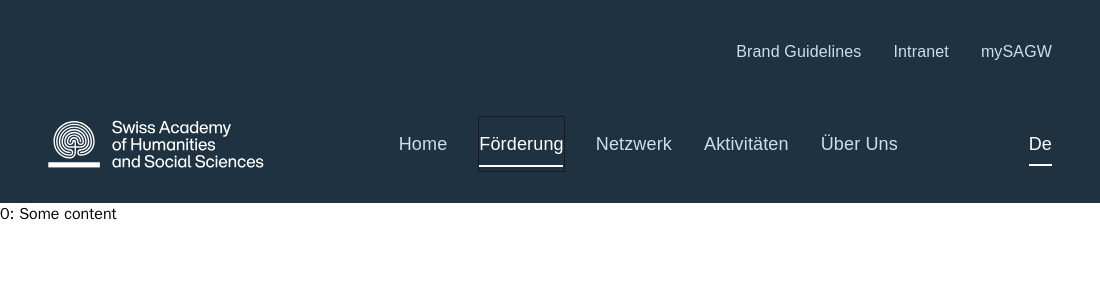 Brand Guidelines Intranet mySAGW
Swiss Academy
of Humanities
and Social Sciences
Home Förderung Netzwerk Aktivitäten Über Uns De
0: Some content